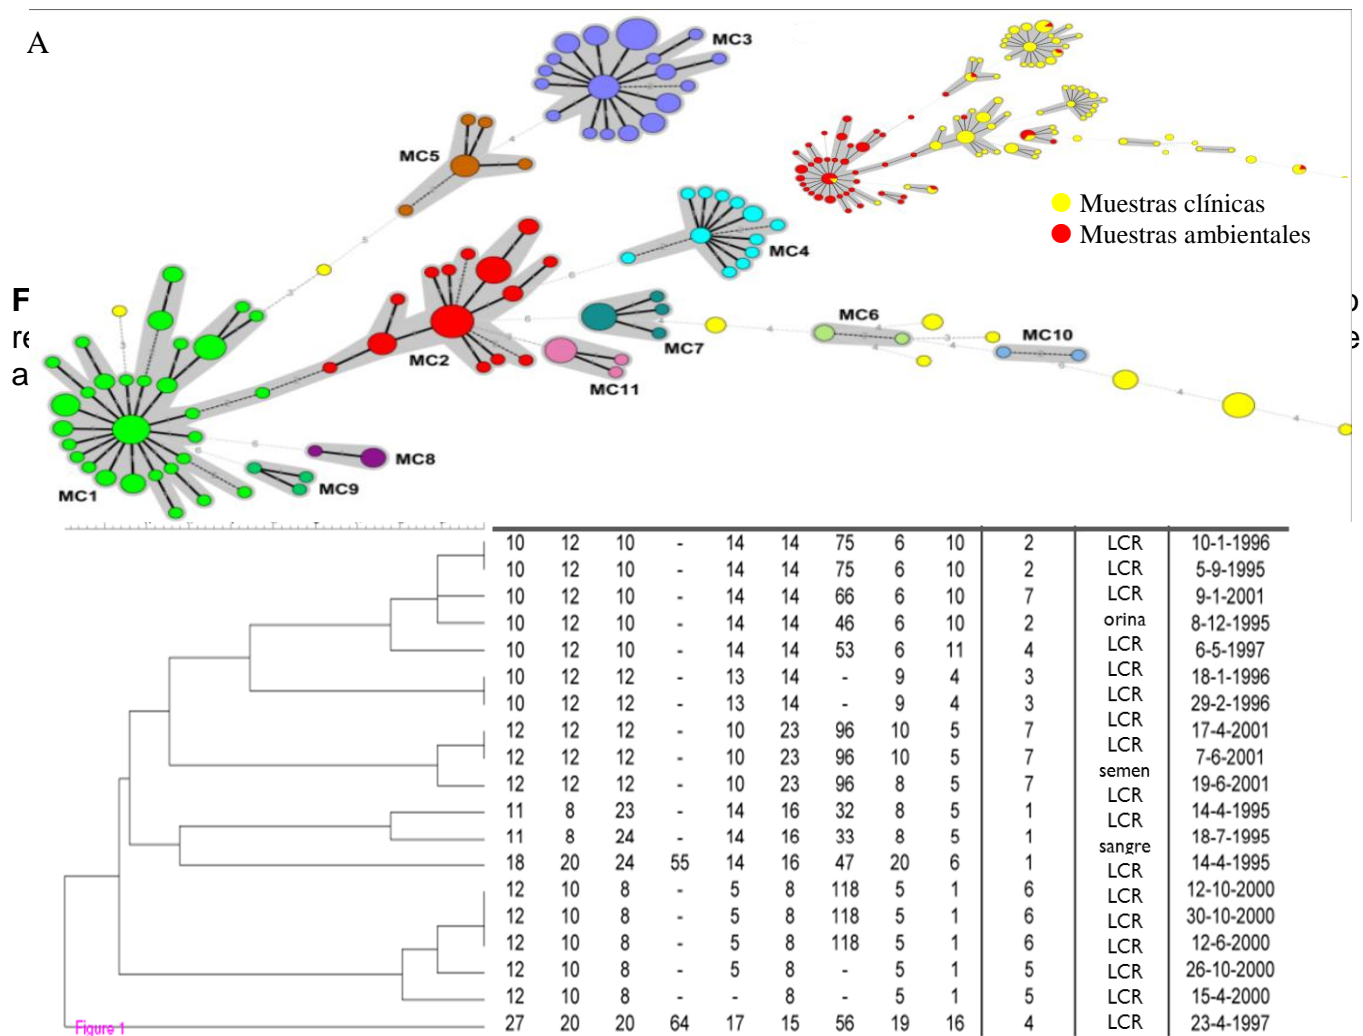 A
MC3
MC5
MC4
Muestras clínicas
Muestras ambientales
F
o
re
MC2
MC7
MC6
MC10
e
a
MC11
MC8
MC9
MC1
10 12 10 - 14 14 75 6 10 2 LCR 10-1-1996
10 12 10 - 14 14 75 6 10 2 LCR 5-9-1995
10 12 10 - 14 14 66 6 10 7 LCR 9-1-2001
10 12 10 - 14 14 46 6 10 2 orina 8-12-1995
10 12 10 - 14 14 53 6 11 4 LCR 6-5-1997
10 12 12 - 13 14 - 9 4 3 LCR 18-1-1996
10 12 12 - 13 14 - 9 4 3 LCR 29-2-1996
12 12 12 - 10 23 96 10 5 7 LCR 17-4-2001
12 12 12 - 10 23 96 10 5 7 LCR 7-6-2001
12 12 12 - 10 23 96 8 5 7 semen 19-6-2001
11 8 23 - 14 16 32 8 5 1 LCR 14-4-1995
11 8 24 - 14 16 33 8 5 1 LCR 18-7-1995
18 20 24 55 14 16 47 20 6 1 sangre 14-4-1995
LCR
12 10 8 - 5 8 118 5 1 6 LCR 12-10-2000
12 10 8 - 5 8 118 5 1 6 LCR 30-10-2000
12 10 8 - 5 8 118 5 1 6 LCR 12-6-2000
12 10 8 - 5 8 - 5 1 5 LCR 26-10-2000
12 10 8 - - 8 - 5 1 5 LCR 15-4-2000
27 20 20 64 17 15 56 19 16 4 LCR 23-4-1997
Figure 1